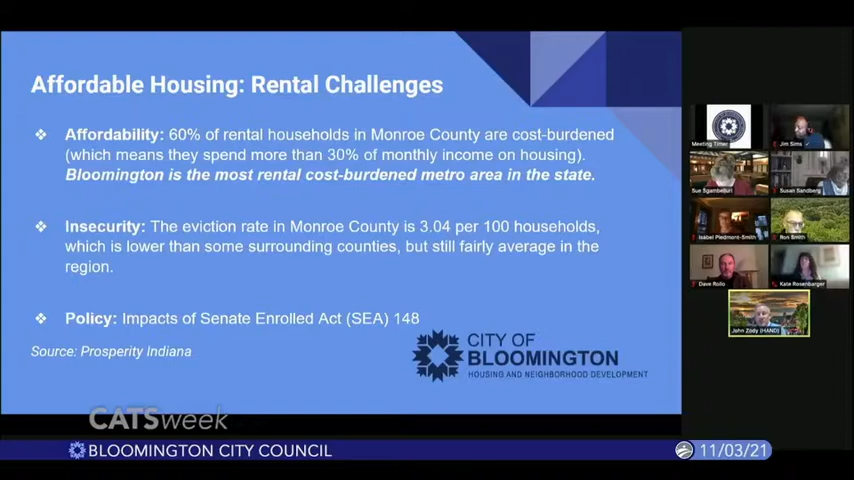 Affordable Housing: Rental Challenges
❖ Affordability: 60% of rental households in Monroe County are cost-burdened
(which means they spend more than 30% of monthly income on housing).
Bloomington is the most rental cost-burdened metro area in the state.
❖ Insecurity: The eviction rate in Monroe County is 3.04 per 100 households,
which is lower than some surrounding counties, but still fairly average in the
region.
❖ Policy: Impacts of Senate Enrolled Act (SEA) 148
Source: Prosperity Indiana
CITY OF
BLOOMINGTON
HOUSING AND NEIGHBORHOOD DEVELOPMENT
Meeting Timer
Jim Sims
Sue Sgambelluri
Susan Sandberg
Isabel Piedmont-Smith
Ron Smith
Dave Rollo
Kate Rosenbarger
John Zody (HAND)
CATSweek
BLOOMINGTON CITY COUNCIL
11/03/21